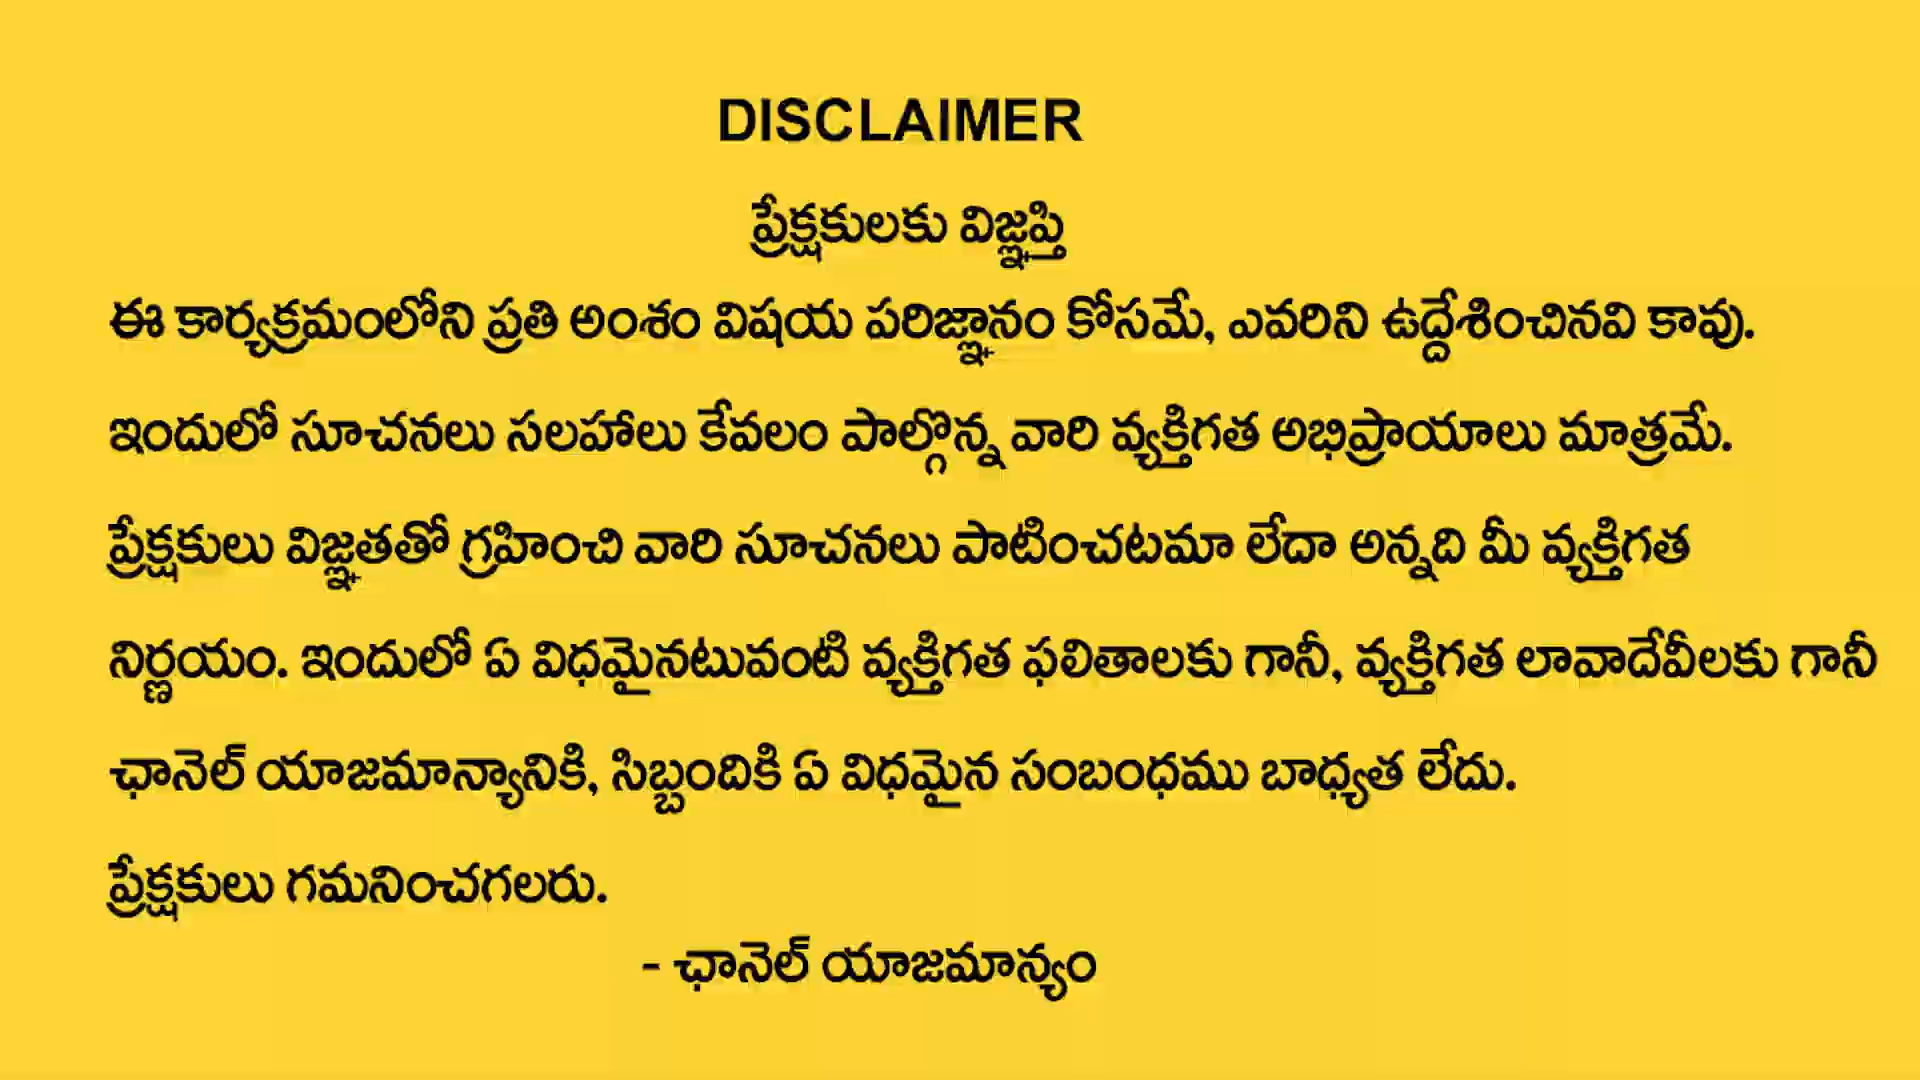 DISCLAIMER
ప్రేక్షకులకు విజ్ఞప్తి
ఈ కార్యక్రమంలోని ప్రతి అంశం విషయ పరిజ్ఞానం కోసమే, ఎవరిని ఉద్దేశించినవి కావు.
ఇందులో సూచనలు సలహాలు కేవలం పాల్గొన్న వారి వ్యక్తిగత అభిప్రాయాలు మాత్రమే.
ప్రేక్షకులు విజ్ఞతతో గ్రహించి వారి సూచనలు పాటించటమా లేదా అన్నది మీ వ్యక్తిగత
నిర్ణయం. ఇందులో ఏ విధమైనటువంటి వ్యక్తిగత ఫలితాలకు గానీ, వ్యక్తిగత లావాదేవీలకు గానీ
ఛానెల్ యాజమాన్యానికి, సిబ్బందికి ఏ విధమైన సంబంధము బాధ్యత లేదు.
ప్రేక్షకులు గమనించగలరు.
- ఛానెల్ యాజమాన్యం